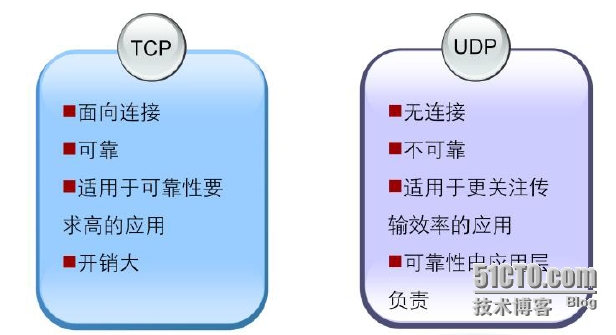 TCP
■面向连接
■可靠
■适用于可靠性要
求高的应用
■开销大
UDP
■无连接
■不可靠
■适用于更关注传
输效率的应用
■可靠性由应用层
负责
51CTO.com
技术博客 Blog